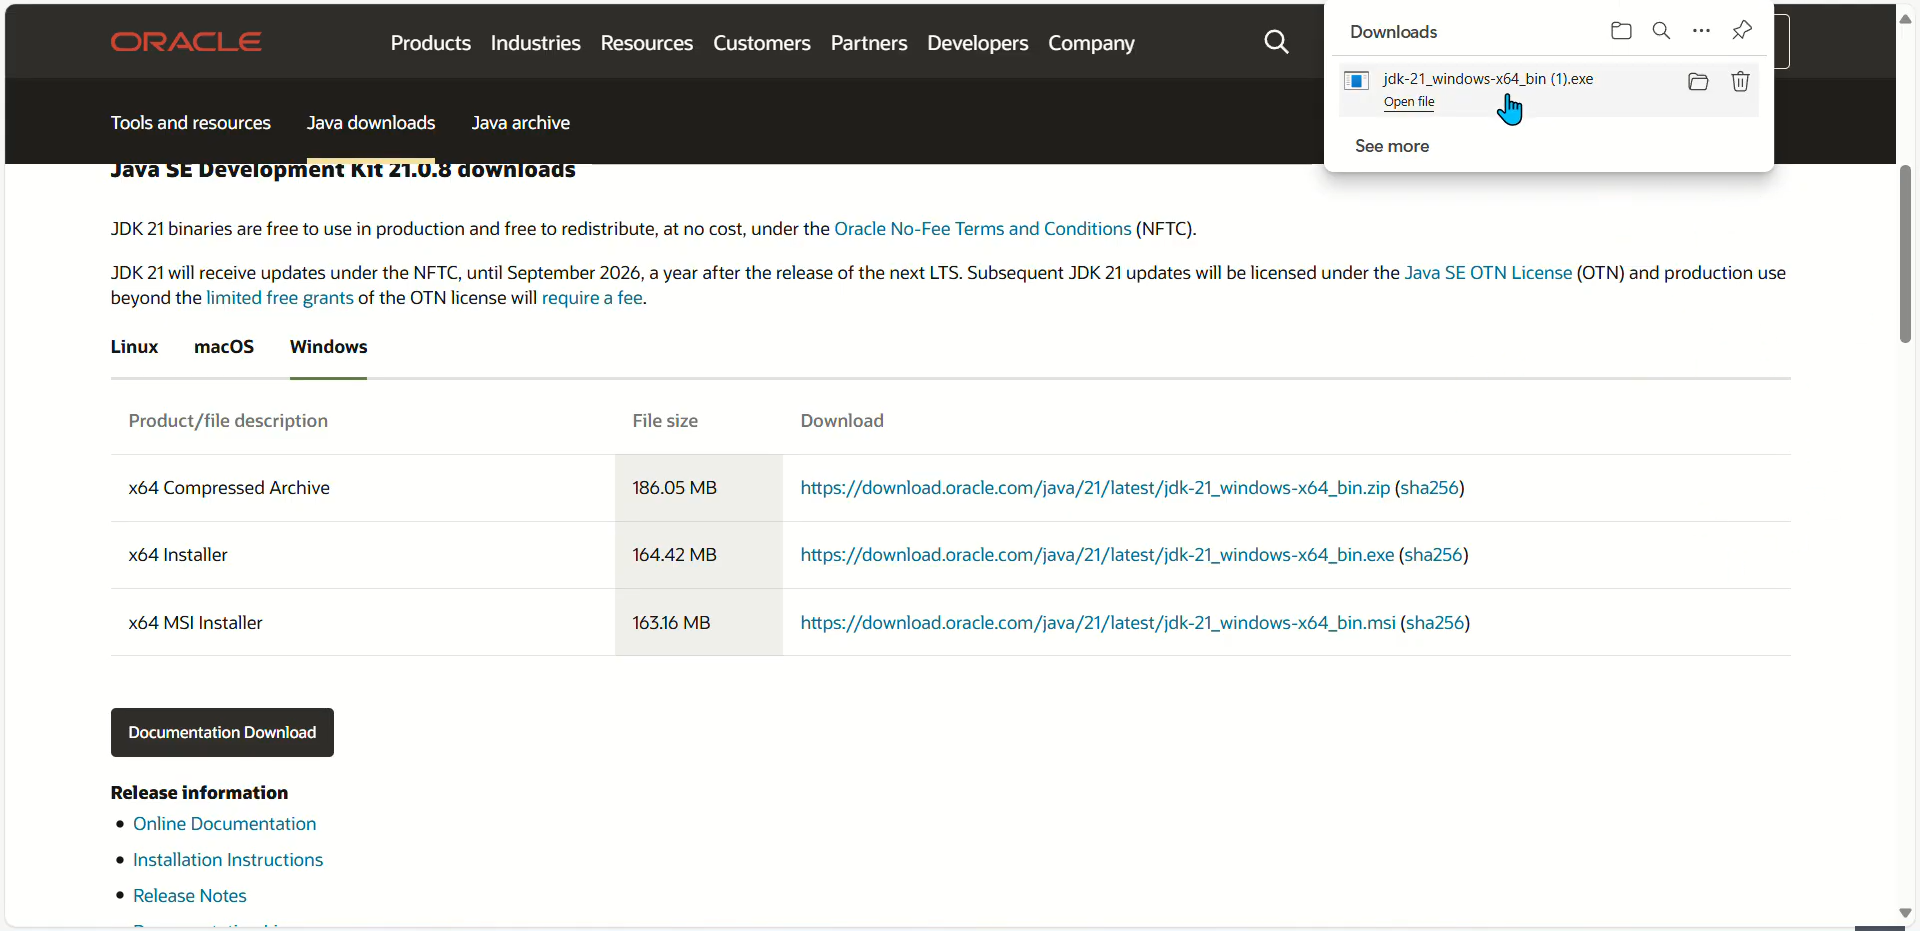 ORACLE
Products Industries Resources Customers Partners Developers Company
Downloads
jdk-21_windows-x64_bin (1).exe
Open file
See more
Tools and resources Java downloads Java archive
Java SE Development Kit 21.0.8 downloads
JDK 21 binaries are free to use in production and free to redistribute, at no cost, under the Oracle No-Fee Terms and Conditions (NFTC).
JDK 21 will receive updates under the NFTC, until September 2026, a year after the release of the next LTS. Subsequent JDK 21 updates will be licensed under the Java SE OTN License (OTN) and production use
beyond the limited free grants of the OTN license will require a fee.
Linux macOS Windows
Product/file description File size Download
x64 Compressed Archive 186.05 MB https://download.oracle.com/java/21/latest/jdk-21_windows-x64_bin.zip (sha256)
x64 Installer 164.42 MB https://download.oracle.com/java/21/latest/jdk-21_windows-x64_bin.exe (sha256)
x64 MSI Installer 163.16 MB https://download.oracle.com/java/21/latest/jdk-21_windows-x64_bin.msi (sha256)
Documentation Download
Release information
• Online Documentation
• Installation Instructions
• Release Notes